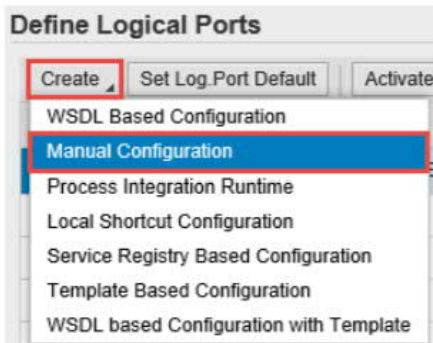 Define Logical Ports
Create Set Log.Port Default Activate
WSDL Based Configuration
Manual Configuration
Process Integration Runtime
Local Shortcut Configuration
Service Registry Based Configuration
Template Based Configuration
WSDL based Configuration with Template